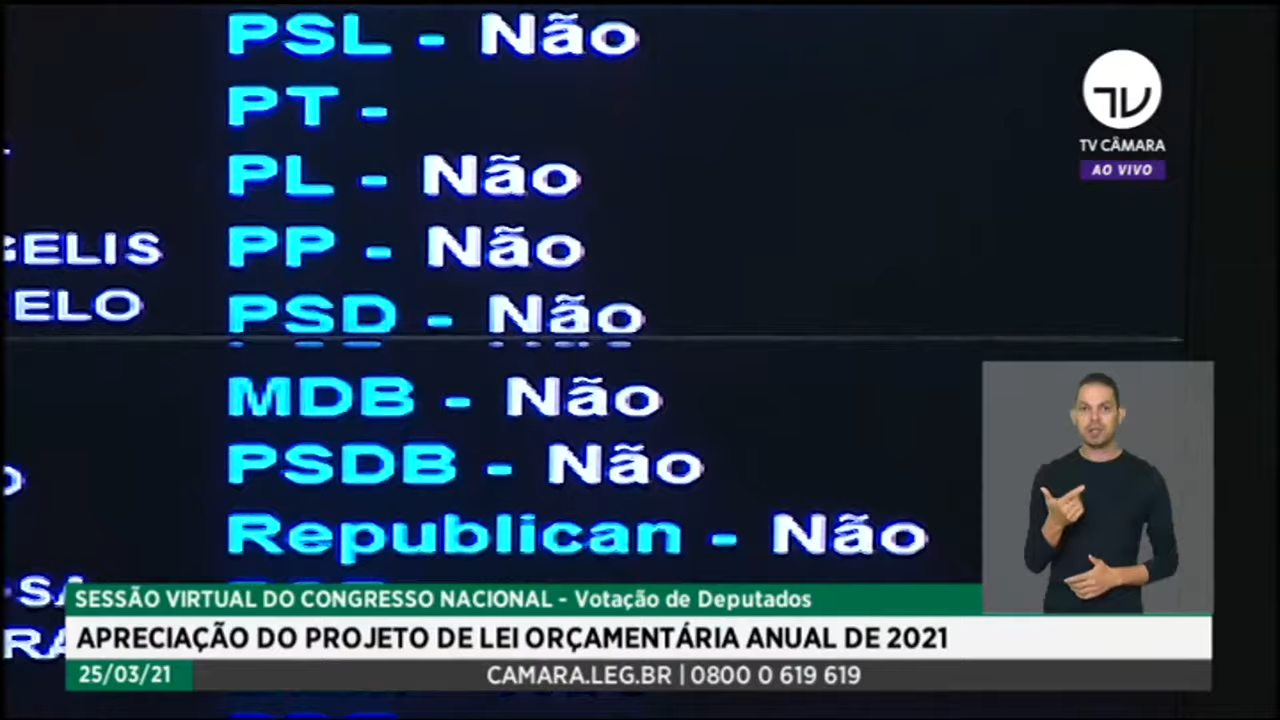 PSL - Não
PT -
PL - Não
PP - Não
GELIS
ELO
PSD - Não
MDB - Não
PSDB - Não
Republican - Não
TV CÂMARA
AO VIVO
SESSÃO VIRTUAL DO CONGRESSO NACIONAL - Votação de Deputados
APRECIAÇÃO DO PROJETO DE LEI ORÇAMENTÁRIA ANUAL DE 2021
25/03/21
CAMARA.LEG.BR | 0800 0 619 619